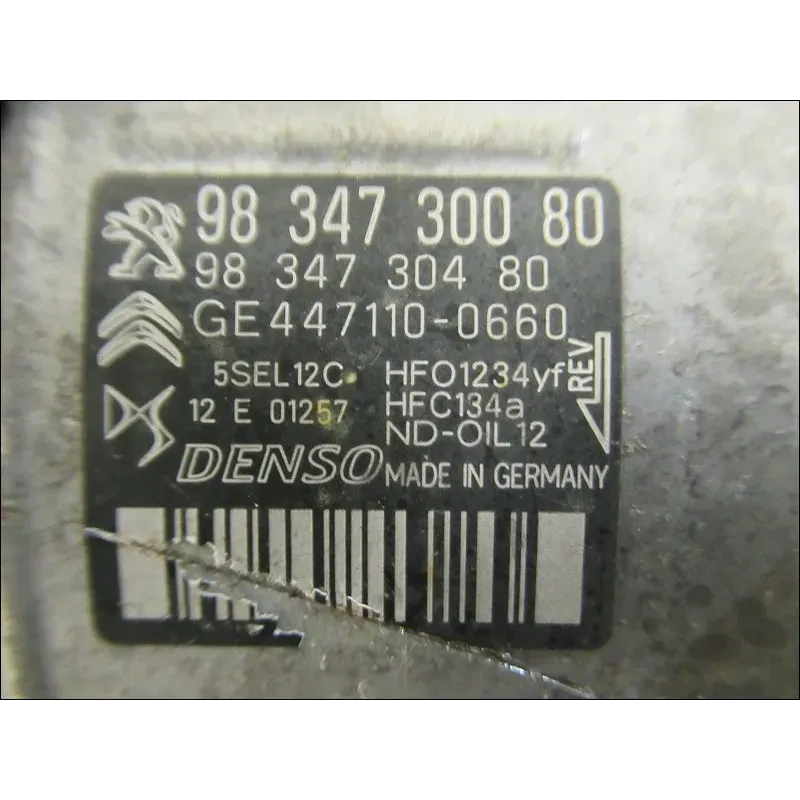 98 347 300 80
98 347 304 80
GE447110-0660
5SEL12C HFO1234yf
12 E 01257 HFC134a
ND-OIL12
REV
DENSO MADE IN GERMANY